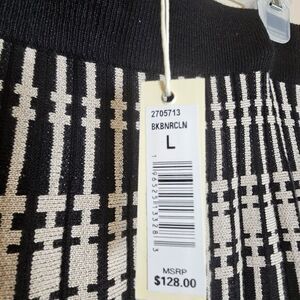 2705713
BKBNRCLN
L
MSRP
$128.00